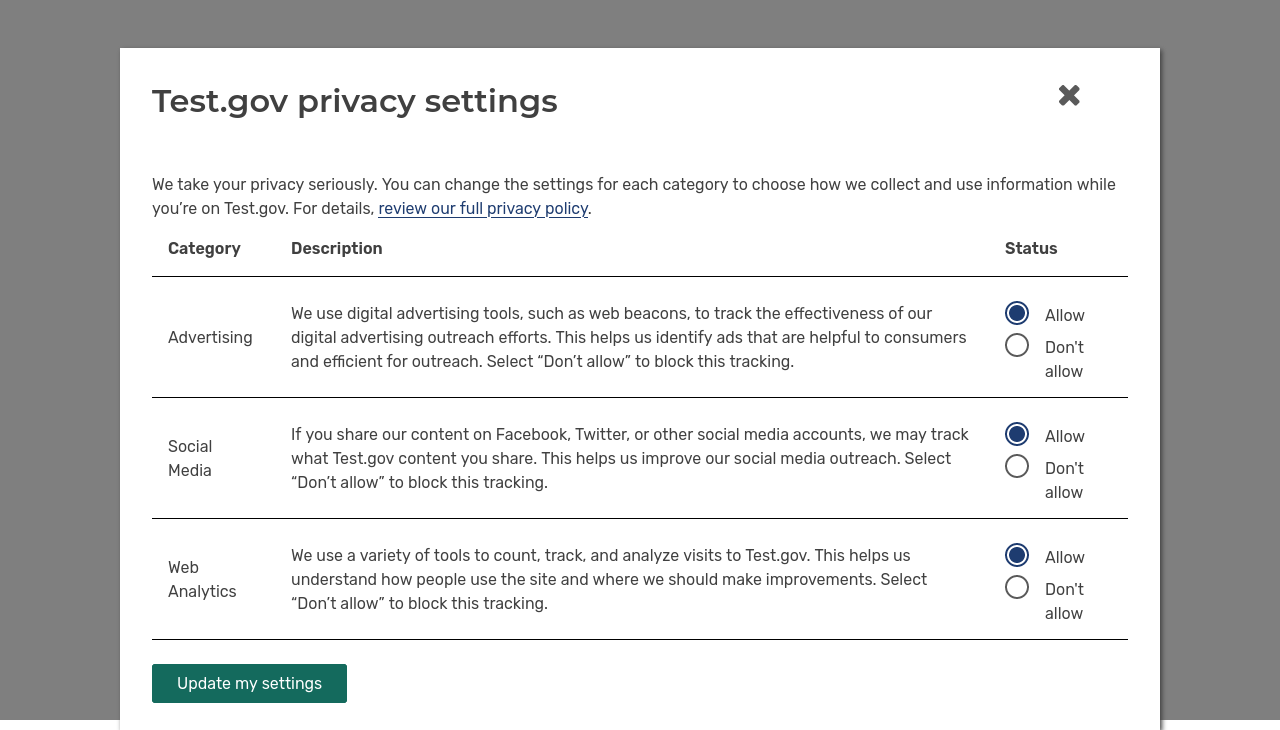 Test.gov privacy settings
We take your privacy seriously. You can change the settings for each category to choose how we collect and use information while
you’re on Test.gov. For details, review our full privacy policy.
Category Description Status
Advertising
We use digital advertising tools, such as web beacons, to track the effectiveness of our
digital advertising outreach efforts. This helps us identify ads that are helpful to consumers
and efficient for outreach. Select “Don’t allow” to block this tracking.
Allow
Don't
allow
Social
Media
If you share our content on Facebook, Twitter, or other social media accounts, we may track
what Test.gov content you share. This helps us improve our social media outreach. Select
“Don’t allow” to block this tracking.
Allow
Don't
allow
Web
Analytics
We use a variety of tools to count, track, and analyze visits to Test.gov. This helps us
understand how people use the site and where we should make improvements. Select
“Don’t allow” to block this tracking.
Allow
Don't
allow
Update my settings